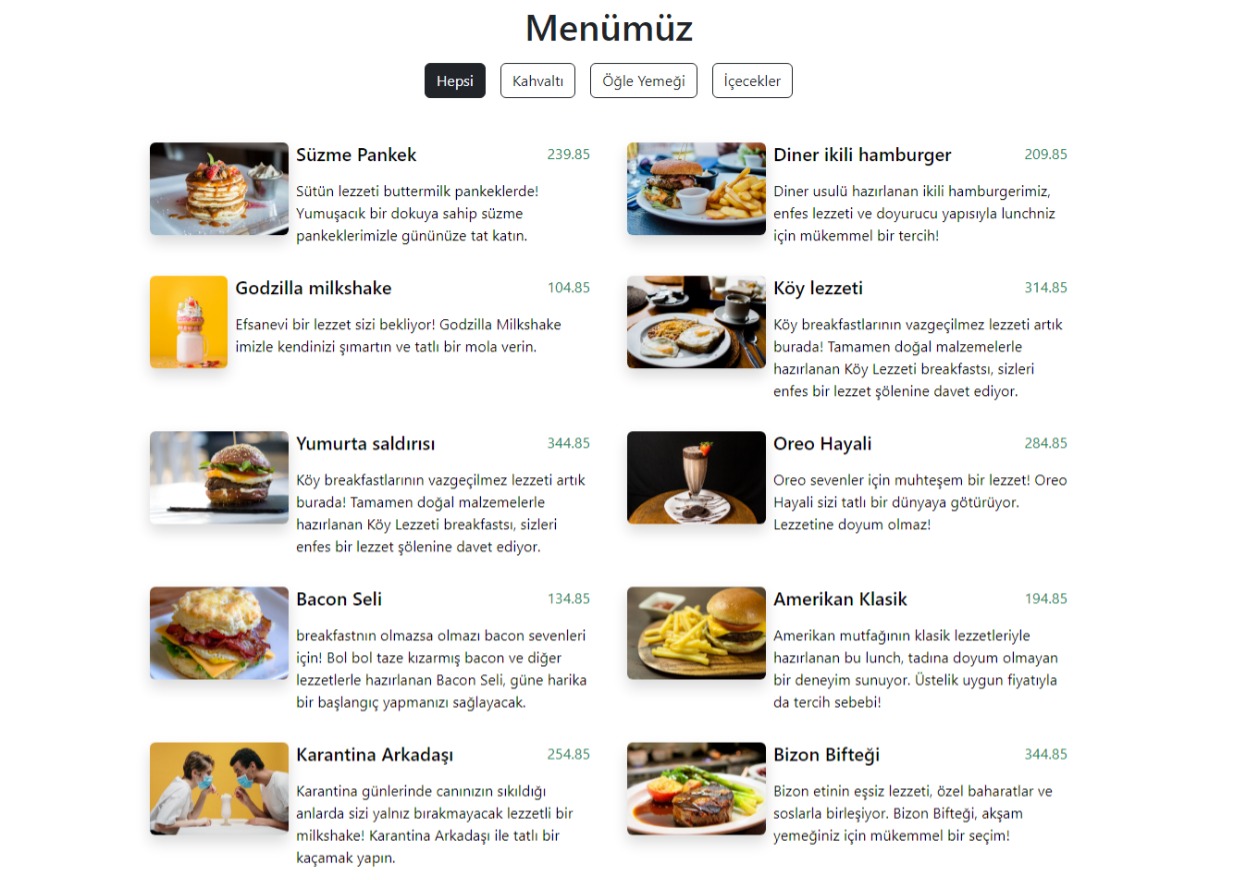 Menümüz
Hepsi
Kahvaltı
Öğle Yemeği
İçecekler
Süzme Pankek
239.85
Sütün lezzeti buttermilk pankeklerde!
Yumuşacık bir dokuya sahip süzme
pankeklerimizle gününüze tat katın.
Diner ikili hamburger
209.85
Diner usulü hazırlanan ikili hamburgerimiz,
enfes lezzeti ve doyurucu yapısıyla lunchniz
için mükemmel bir tercih!
Godzilla milkshake
104.85
Efsanevi bir lezzet sizi bekliyor! Godzilla Milkshake
imizle kendinizi şımartın ve tatlı bir mola verin.
Köy lezzeti
314.85
Köy breakfastlarının vazgeçilmez lezzeti artık
burada! Tamamen doğal malzemelerle
hazırlanan Köy Lezzeti breakfastsı, sizleri
enfes bir lezzet şölenine davet ediyor.
Yumurta saldırısı
344.85
Köy breakfastlarının vazgeçilmez lezzeti artık
burada! Tamamen doğal malzemelerle
hazırlanan Köy Lezzeti breakfastsı, sizleri
enfes bir lezzet şölenine davet ediyor.
Oreo Hayali
284.85
Oreo sevenler için muhteşem bir lezzet! Oreo
Hayali sizi tatlı bir dünyaya götürüyor.
Lezzetine doyum olmaz!
Bacon Seli
134.85
breakfastnın olmazsa olmazı bacon sevenleri
için! Bol bol taze kızarmış bacon ve diğer
lezzetlerle hazırlanan Bacon Seli, güne harika
bir başlangıç yapmanızı sağlayacak.
Amerikan Klasik
194.85
Amerikan mutfağının klasik lezzetleriyle
hazırlanan bu lunch, tadına doyum olmayan
bir deneyim sunuyor. Üstelik uygun fiyatıyla
da tercih sebebi!
Karantina Arkadaşı
254.85
Karantina günlerinde canınızın sıkıldığı
anlarda sizi yalnız bırakmayacak lezzetli bir
milkshake! Karantina Arkadaşı ile tatlı bir
kaçamak yapın.
Bizon Bifteği
344.85
Bizon etinin eşsiz lezzeti, özel baharatlar ve
soslarla birleşiyor. Bizon Bifteği, akşam
yemeğiniz için mükemmel bir seçim!